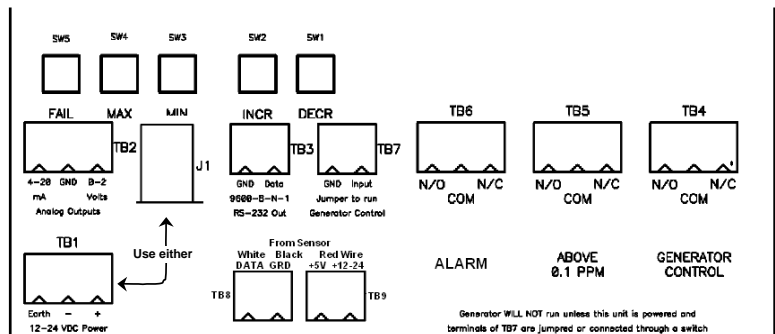 SW5 SW4 SW3 SW2 SW1
FAIL MAX MIN INCR DECR TB6 TB5 TB4
TB2 J1 TB3 TB7
4-20 GND 0-2 GND Data GND Input N/O N/C N/O N/C N/O N/C
mA Volts 9600-8-N-1 Jumper to run COM COM COM
Analog Outputs RS-232 Out Generator Control
TB1 Use either From Sensor
White Black Red Wire
DATA GRD +5V +12-24
ALARM ABOVE GENERATOR
0.1 PPM CONTROL
TB8 TB9
Earth - +
12-24 VDC Power
Generator WILL NOT run unless this unit is powered and
terminals of TB7 are jumpred or connected through a switch